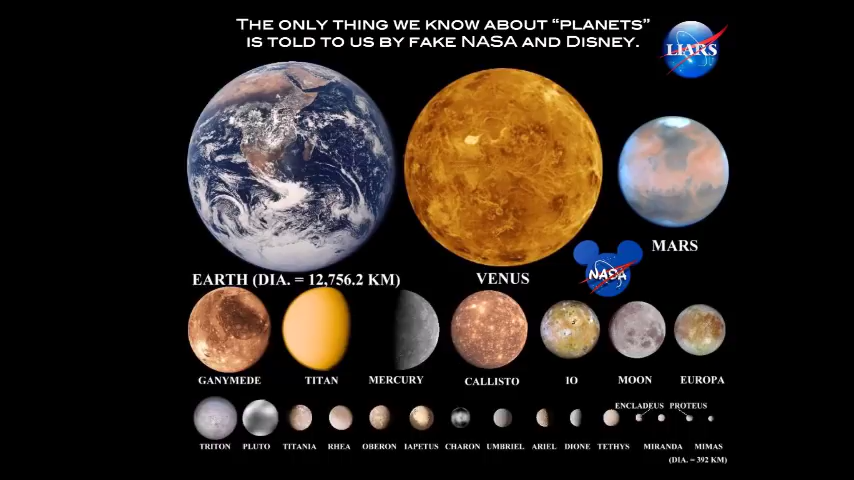 The only thing we know about “planets”
is told to us by fake NASA and Disney.
LIARS
EARTH (DIA. = 12,756.2 KM)
VENUS
MARS
NASA
GANYMEDE
TITAN
MERCURY
CALLISTO
IO
MOON
EUROPA
ENCLADEUS
PROTEUS
TRITON
PLUTO
TITANIA
RHEA
OBERON
IAPETUS
CHARON
UMBRIEL
ARIEL
DIONE
TETHYS
MIRANDA
MIMAS
(DIA. = 392 KM)